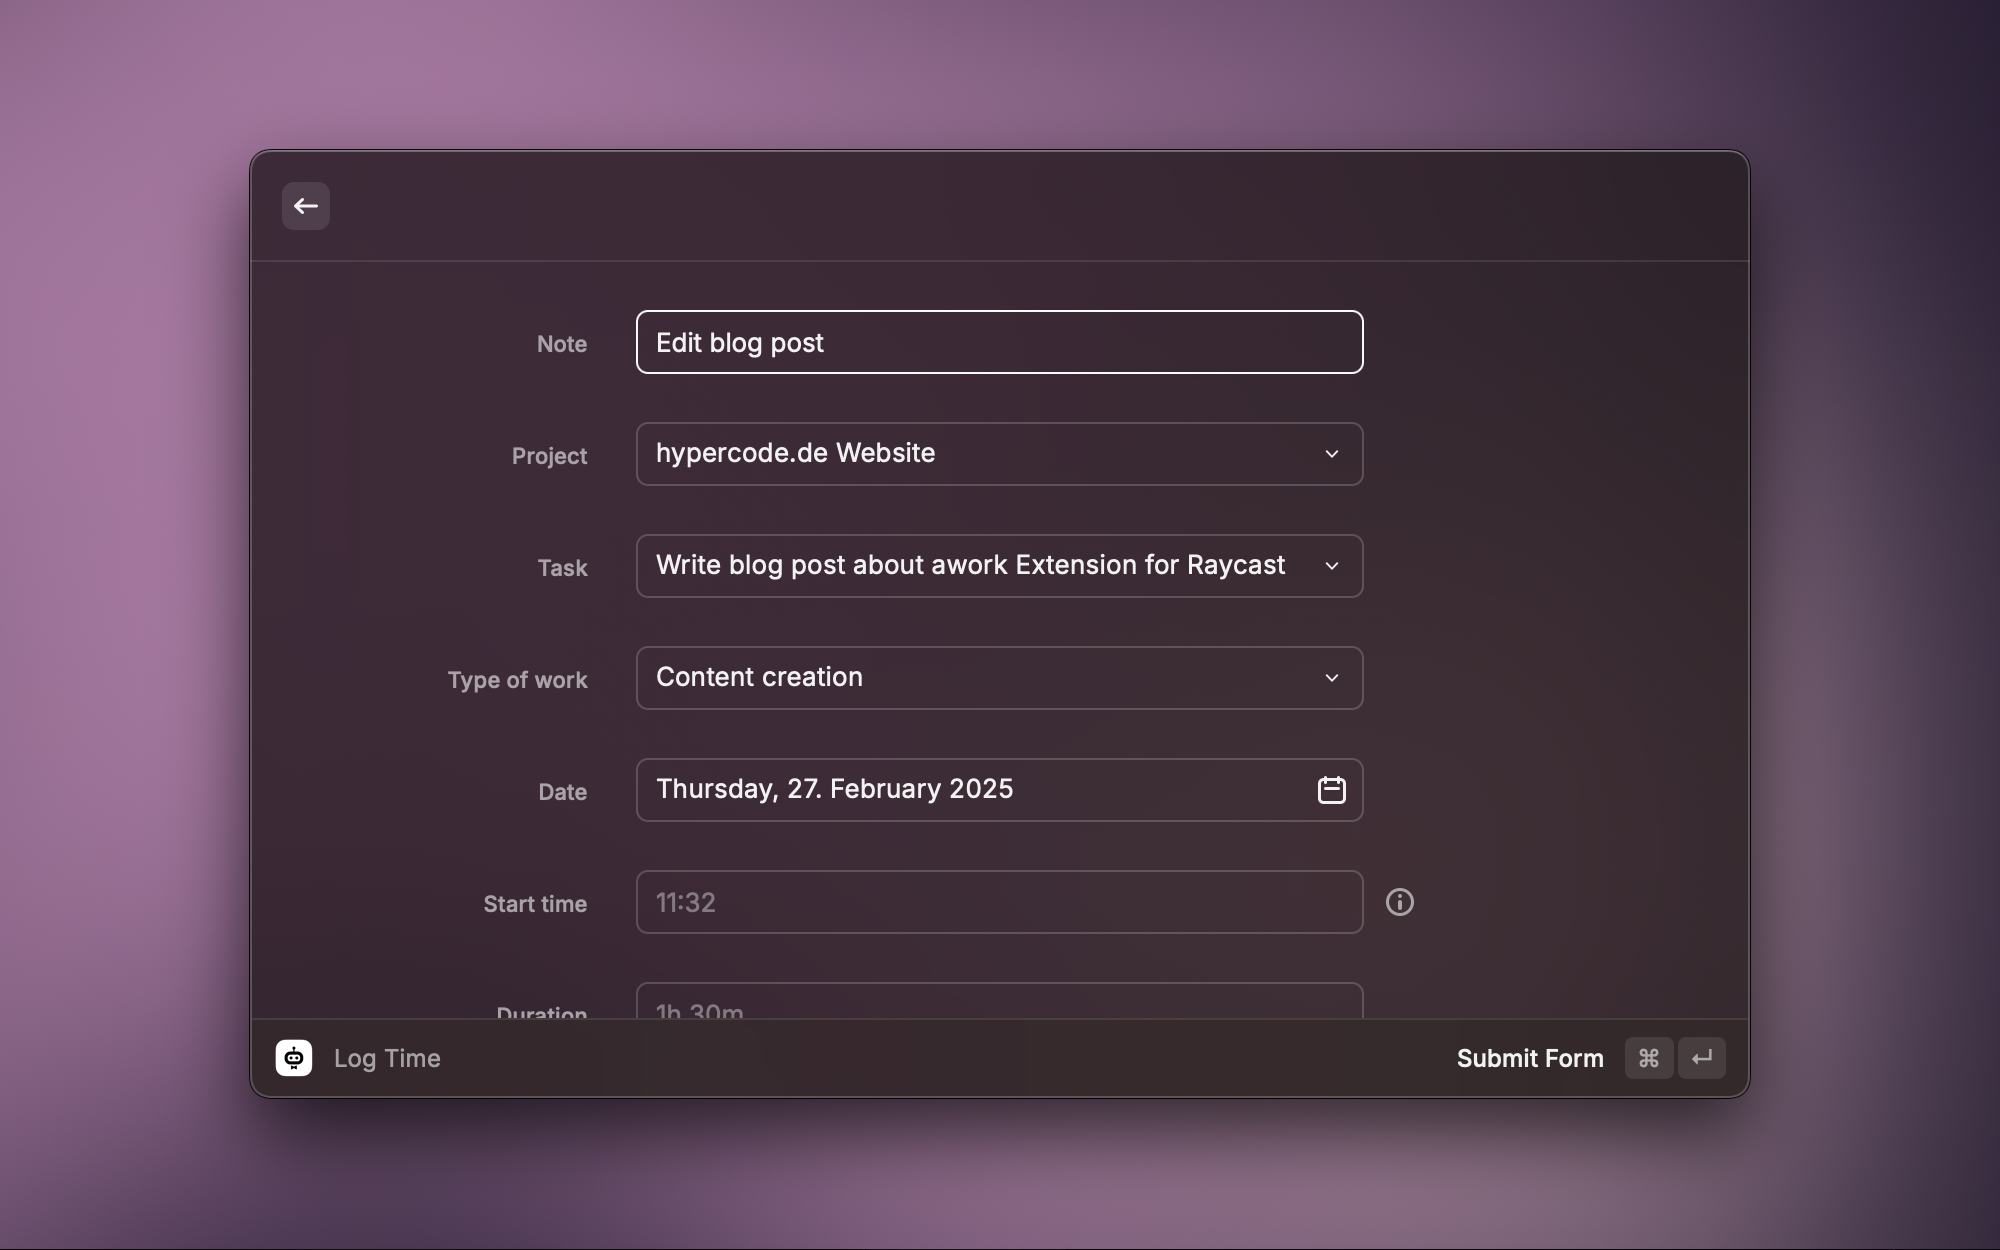 Note
Edit blog post
Project
hypercode.de Website
Task
Write blog post about awork Extension for Raycast
Type of work
Content creation
Date
Thursday, 27. February 2025
Start time
11:32
Duration
1h 30m
Log Time
Submit Form ⌘ ↵